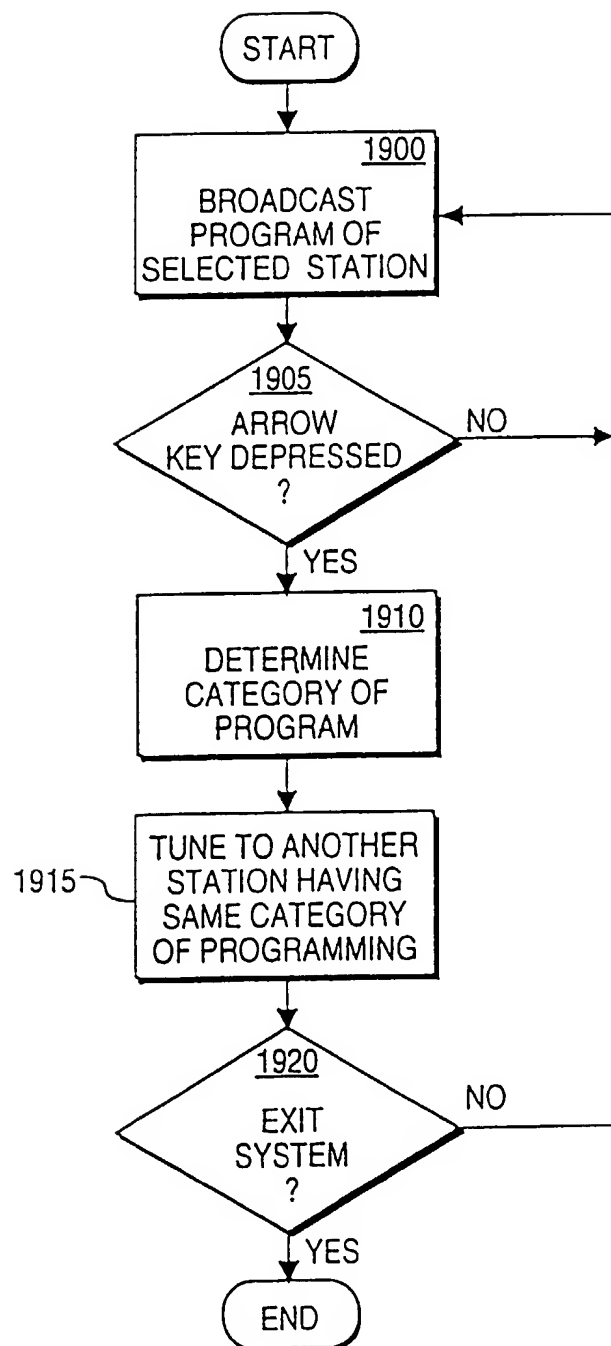 START
1900
BROADCAST
PROGRAM OF
SELECTED STATION
1905
ARROW
KEY DEPRESSED
?
NO
YES
1910
DETERMINE
CATEGORY OF
PROGRAM
1915
TUNE TO ANOTHER
STATION HAVING
SAME CATEGORY
OF PROGRAMMING
1920
EXIT
SYSTEM
?
NO
YES
END